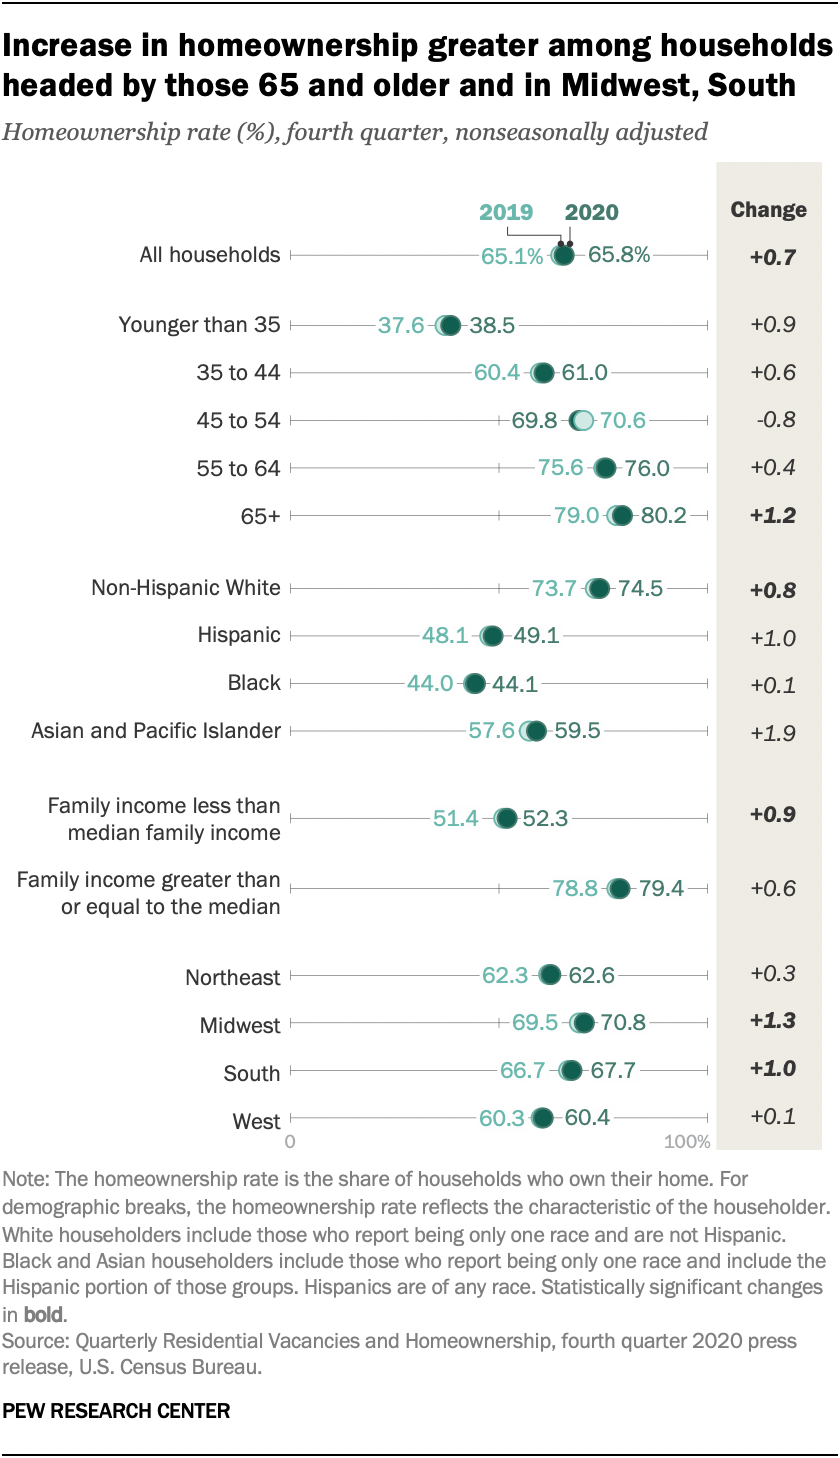 Increase in homeownership greater among households
headed by those 65 and older and in Midwest, South
Homeownership rate (%), fourth quarter, nonseasonally adjusted
2019 2020 Change
All households 65.1% 65.8% +0.7
Younger than 35 37.6 38.5 +0.9
35 to 44 60.4 61.0 +0.6
45 to 54 69.8 70.6 -0.8
55 to 64 75.6 76.0 +0.4
65+ 79.0 80.2 +1.2
Non-Hispanic White 73.7 74.5 +0.8
Hispanic 48.1 49.1 +1.0
Black 44.0 44.1 +0.1
Asian and Pacific Islander 57.6 59.5 +1.9
Family income less than
median family income 51.4 52.3 +0.9
Family income greater than
or equal to the median 78.8 79.4 +0.6
Northeast 62.3 62.6 +0.3
Midwest 69.5 70.8 +1.3
South 66.7 67.7 +1.0
West 60.3 60.4 +0.1
0 100%
Note: The homeownership rate is the share of households who own their home. For
demographic breaks, the homeownership rate reflects the characteristic of the householder.
White householders include those who report being only one race and are not Hispanic.
Black and Asian householders include those who report being only one race and include the
Hispanic portion of those groups. Hispanics are of any race. Statistically significant changes
in bold.
Source: Quarterly Residential Vacancies and Homeownership, fourth quarter 2020 press
release, U.S. Census Bureau.
PEW RESEARCH CENTER